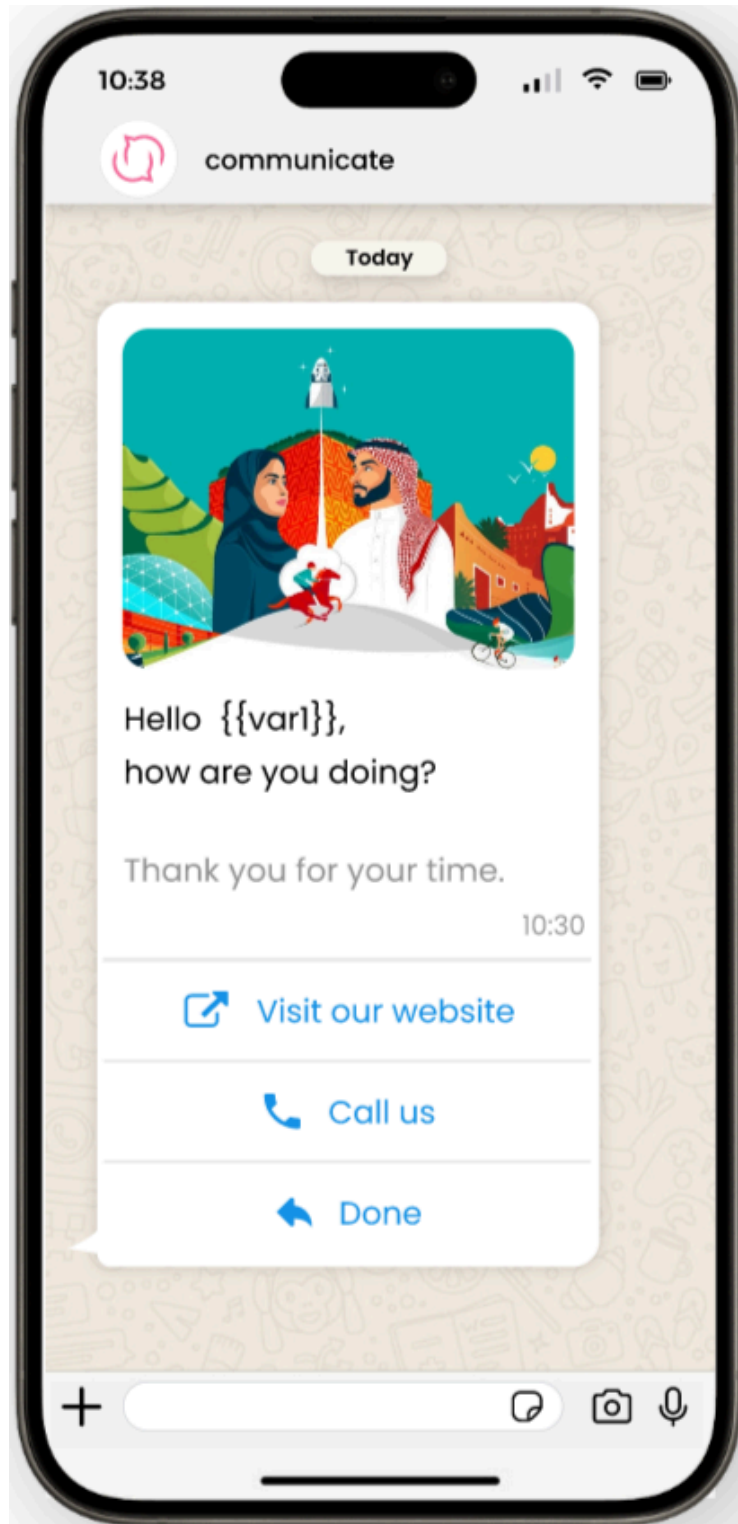 10:38
communicate
Today
Hello {{var1}},
how are you doing?
Thank you for your time.
10:30
Visit our website
Call us
Done